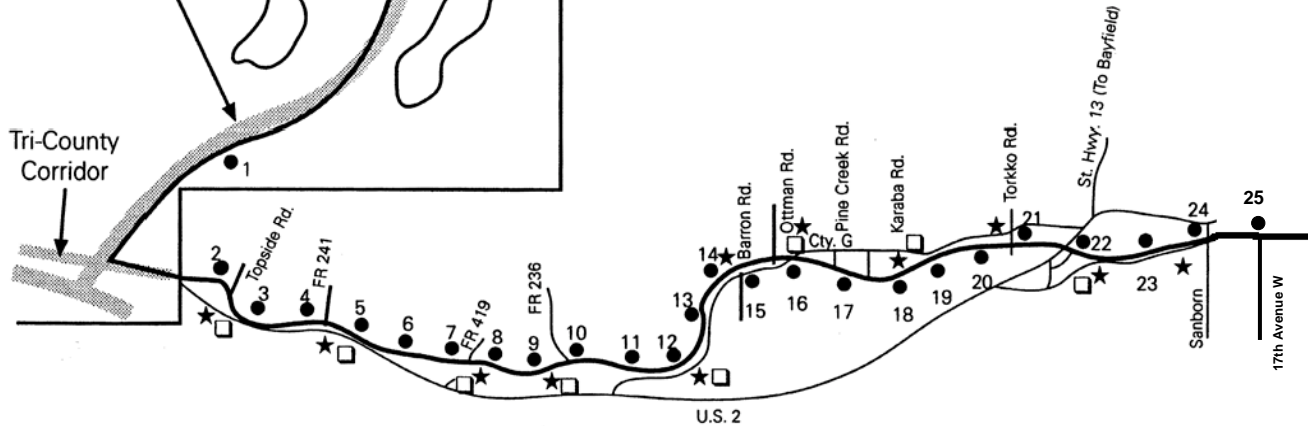 Tri-County
Corridor
1
2
Topside Rd.
3
4
FR 241
5
6
7
FR 419
8
9
FR 236
10
11
12
13
14
Barron Rd.
15
Ottman Rd.
16
Cty. G
Pine Creek Rd.
17
Karaba Rd.
18
19
20
Torkko Rd.
21
St. Hwy. 13 (To Bayfield)
22
23
24
Sanborn
25
17th Avenue W
U.S. 2